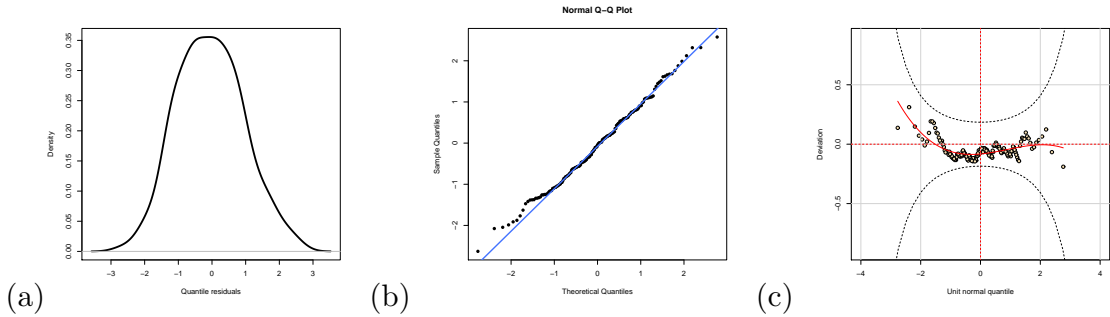 Normal Q−Q Plot
Density
0.00 0.05 0.10 0.15 0.20 0.25 0.30 0.35
−3 −2 −1 0 1 2 3
Quantile residuals
(a)
Sample Quantiles
−2 −1 0 1 2
−2 −1 0 1 2
Theoretical Quantiles
(b)
Deviation
−0.5 0.0 0.5
−4 −2 0 2 4
Unit normal quantile
(c)